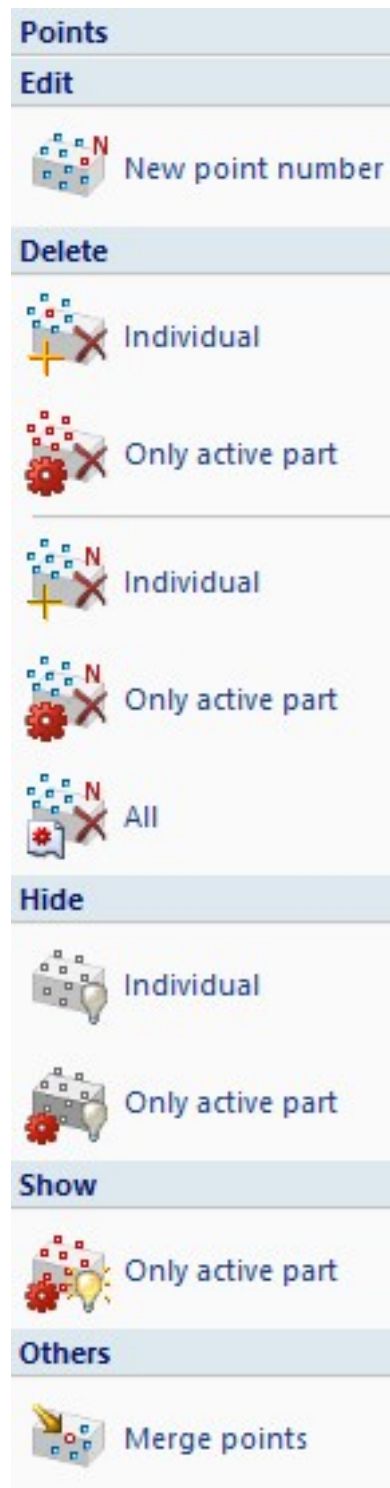 Points
Edit
N
New point number
Delete
Individual
Only active part
N
Individual
N
Only active part
N
All
Hide
Individual
Only active part
Show
Only active part
Others
Merge points